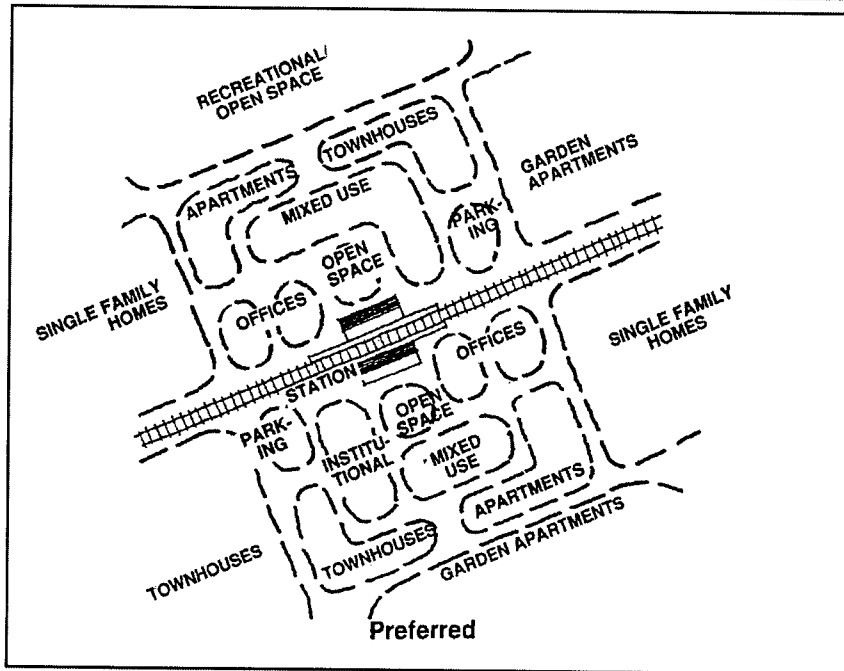 RECREATIONAL/
OPEN SPACE
TOWNHOUSES
GARDEN
APARTMENTS
APARTMENTS
MIXED USE
PARK-
ING
OPEN
SPACE
SINGLE FAMILY
HOMES
OFFICES
SINGLE FAMILY
HOMES
OFFICES
STATION
OPEN
SPACE
PARK-
ING
INSTITU-
TIONAL
MIXED
USE
APARTMENTS
TOWNHOUSES
TOWNHOUSES
GARDEN APARTMENTS
Preferred